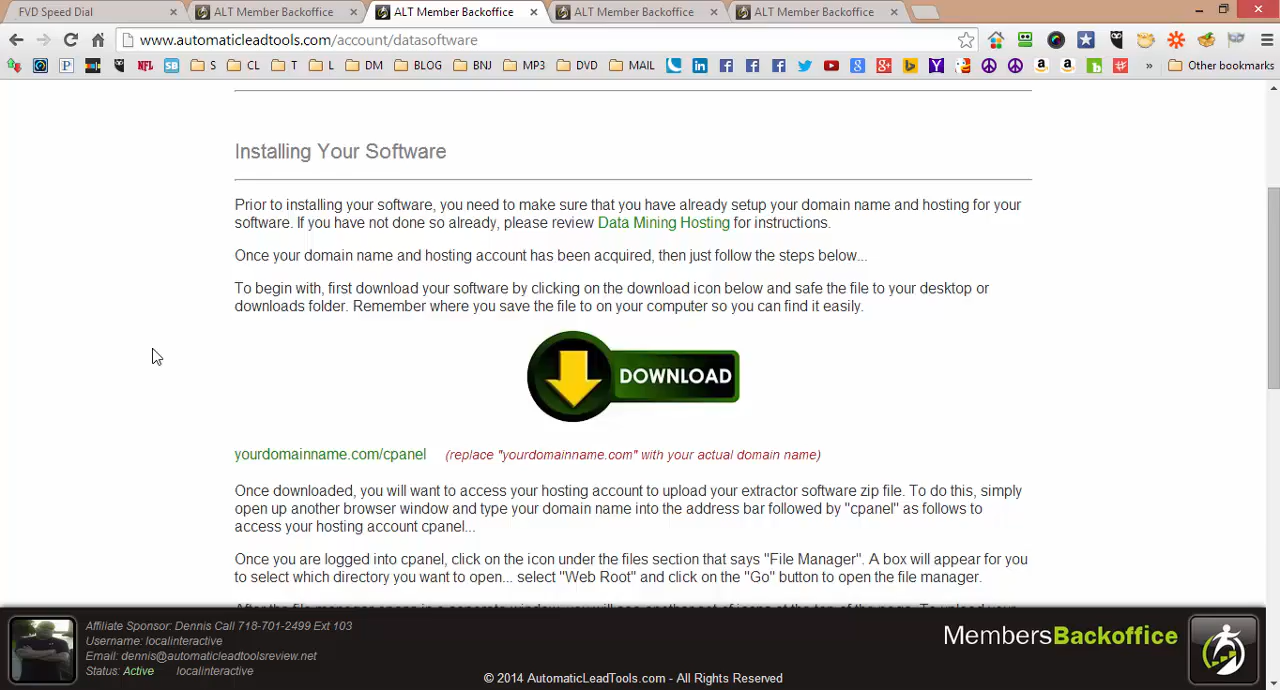 FVD Speed Dial
ALT Member Backoffice
ALT Member Backoffice
ALT Member Backoffice
ALT Member Backoffice
www.automaticleadtools.com/account/datasoftware
NFL SB S CL T L DM BLOG BNJ MP3 DVD MAIL » Other bookmarks
Installing Your Software
Prior to installing your software, you need to make sure that you have already setup your domain name and hosting for your
software. If you have not done so already, please review Data Mining Hosting for instructions.
Once your domain name and hosting account has been acquired, then just follow the steps below...
To begin with, first download your software by clicking on the download icon below and safe the file to your desktop or
downloads folder. Remember where you save the file to on your computer so you can find it easily.
DOWNLOAD
yourdomainname.com/cpanel (replace "yourdomainname.com" with your actual domain name)
Once downloaded, you will want to access your hosting account to upload your extractor software zip file. To do this, simply
open up another browser window and type your domain name into the address bar followed by "cpanel" as follows to
access your hosting account cpanel...
Once you are logged into cpanel, click on the icon under the files section that says "File Manager". A box will appear for you
to select which directory you want to open... select "Web Root" and click on the "Go" button to open the file manager.
Affiliate Sponsor: Dennis Call 718-701-2499 Ext 103
Username: localinteractive
Email: dennis@automaticleadtoolsreview.net
Status: Active localinteractive
MembersBackoffice
© 2014 AutomaticLeadTools.com - All Rights Reserved